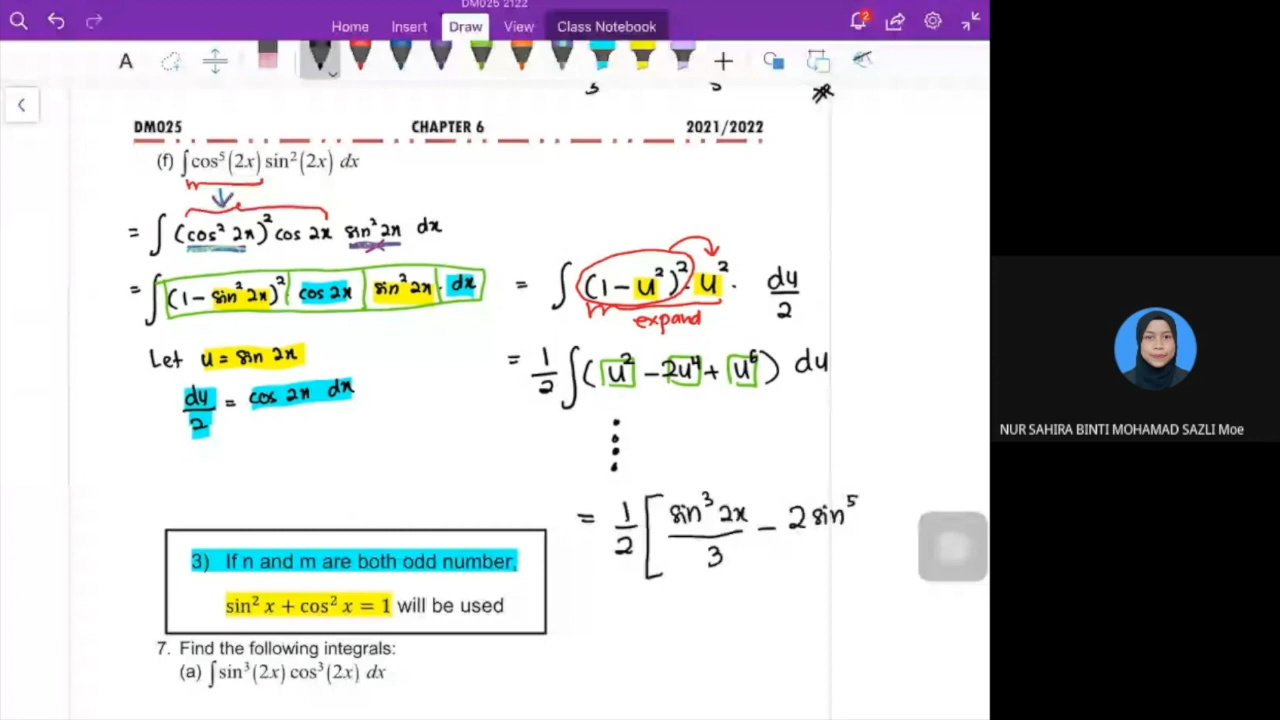 DM025 2122
Home Insert Draw View Class Notebook
2
A
DM025 CHAPTER 6 2021/2022
(f) ∫cos⁵(2x) sin²(2x) dx
= ∫ (cos² 2x)² cos 2x sin² 2x dx
= ∫ (1 - sin² 2x)² cos 2x sin² 2x · dx
Let u = sin 2x
du/2 = cos 2x dx
= ∫ (1 - u²)² · u² · du/2
expand
= 1/2 ∫ (u² - 2u⁴ + u⁶) du
= 1/2 [ sin³ 2x/3 - 2 sin⁵
3) If n and m are both odd number,
sin² x + cos² x = 1 will be used
7. Find the following integrals:
(a) ∫sin³(2x) cos³(2x) dx
NUR SAHIRA BINTI MOHAMAD SAZLI Moe